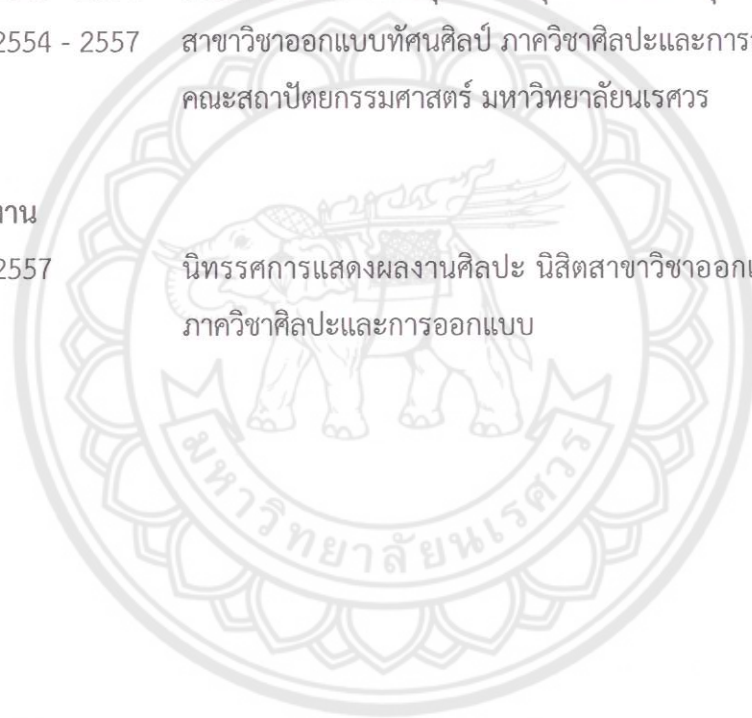 2554 - 2557 สาขาวิชาออกแบบทัศนศิลป์ ภาควิชาศิลปะและการ
คณะสถาปัตยกรรมศาสตร์ มหาวิทยาลัยนเรศวร
2557 นิทรรศการแสดงผลงานศิลปะ นิสิตสาขาวิชาออกแ
ภาควิชาศิลปะและการออกแบบ
มหาวิทยาลัยนเรศวร